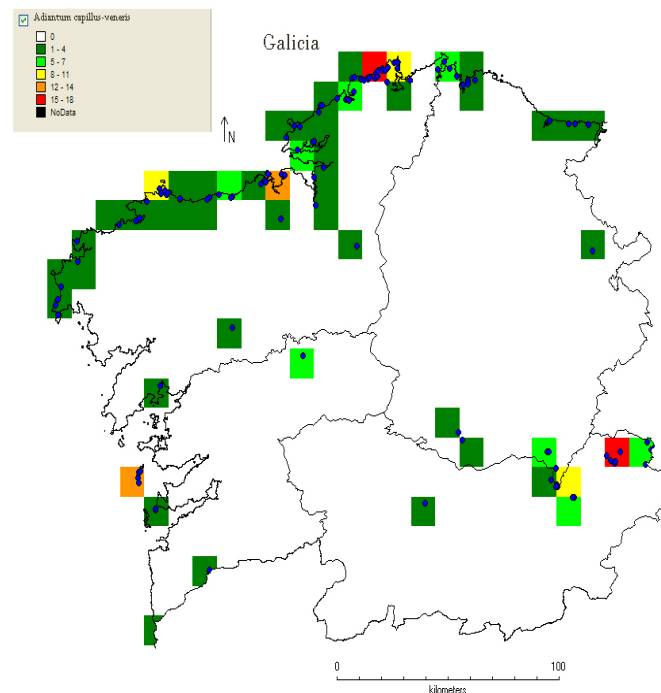 Adiantum capillus-veneris
0
1 - 4
5 - 7
8 - 11
12 - 14
15 - 18
NoData
Galicia
N
0 100
kilometers